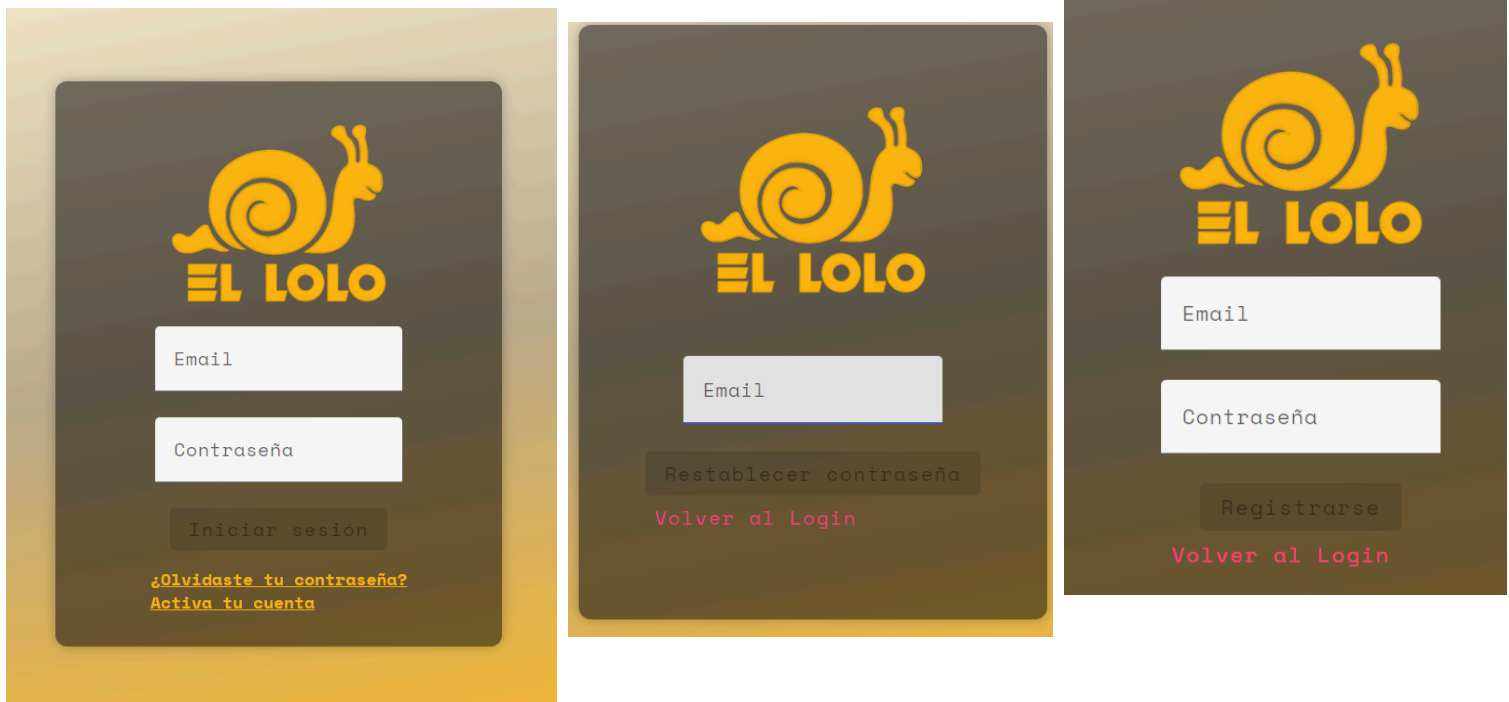 EL LOLO
Email
Contraseña
Iniciar sesión
¿Olvidaste tu contraseña?
Activa tu cuenta
EL LOLO
Email
Restablecer contraseña
Volver al Login
EL LOLO
Email
Contraseña
Registrarse
Volver al Login